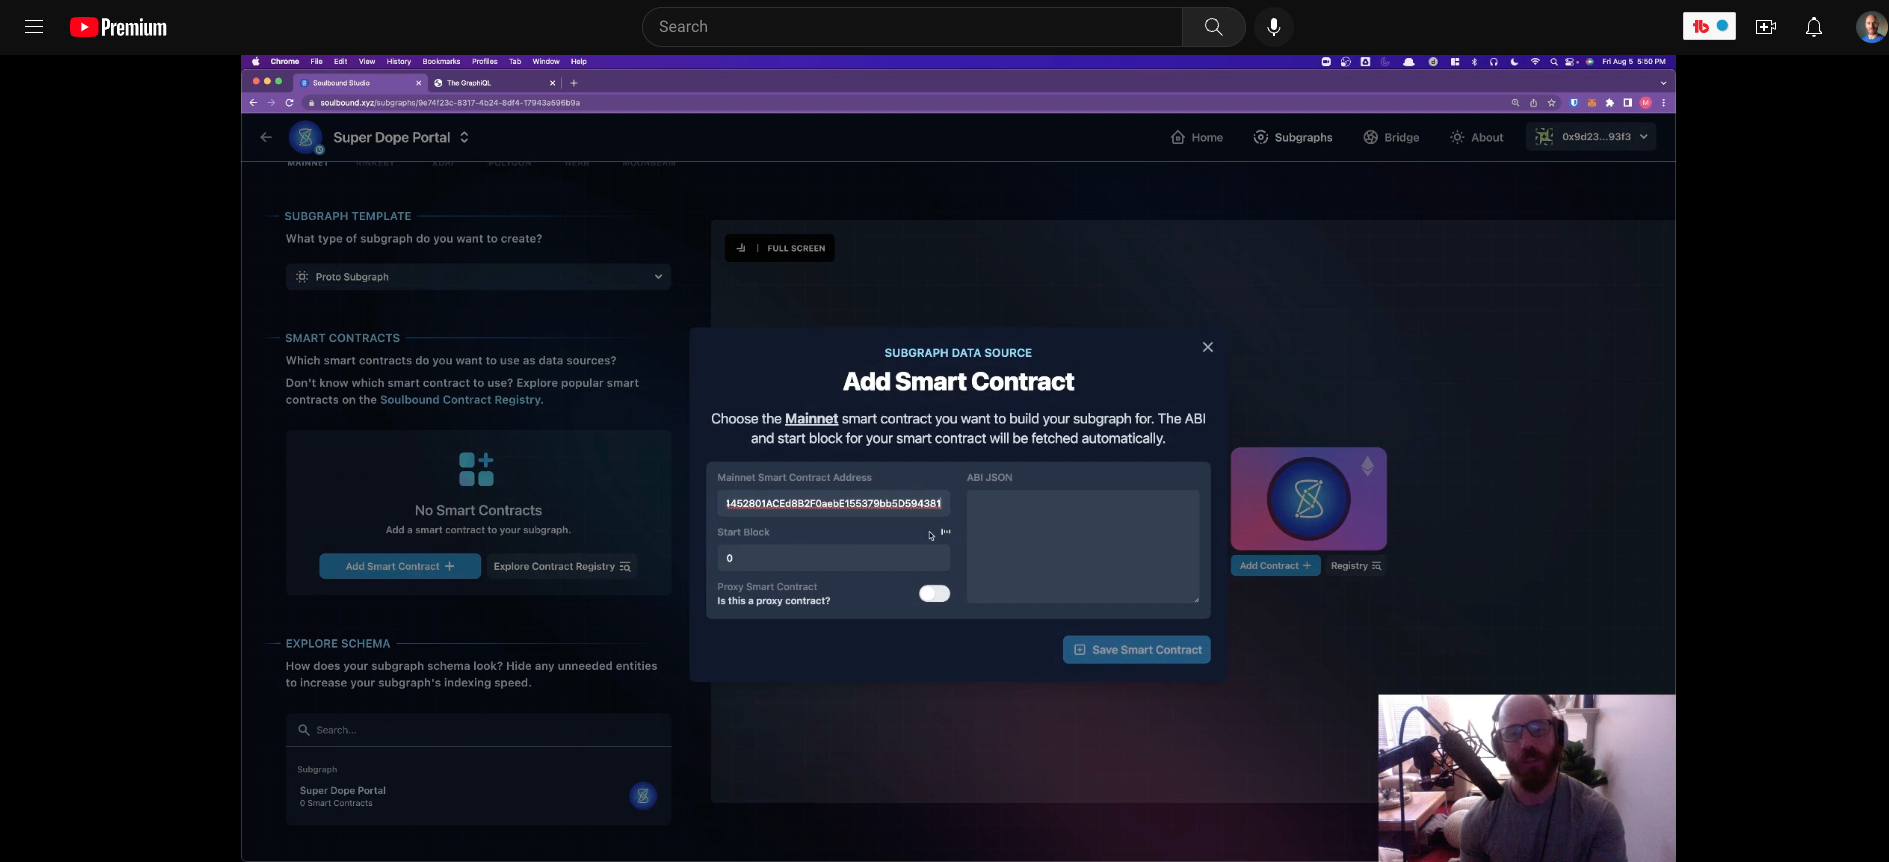 Premium
Search
Chrome File Edit View History Bookmarks Profiles Tab Window Help
Fri Aug 5 5:50 PM
Soulbound Studio
The GraphiQL
soulbound.xyz/subgraphs/9e74f23c-8317-4b24-8df4-17943a596b9a
Super Dope Portal
Home
Subgraphs
Bridge
About
0x9d23...93f3
MAINNET RINKEBY XDAI POLYGON NEAR MOONBEAM
SUBGRAPH TEMPLATE
What type of subgraph do you want to create?
Proto Subgraph
SMART CONTRACTS
Which smart contracts do you want to use as data sources?
Don't know which smart contract to use? Explore popular smart
contracts on the Soulbound Contract Registry.
No Smart Contracts
Add a smart contract to your subgraph.
Add Smart Contract +
Explore Contract Registry
EXPLORE SCHEMA
How does your subgraph schema look? Hide any unneeded entities
to increase your subgraph's indexing speed.
Search...
Subgraph
Super Dope Portal
0 Smart Contracts
FULL SCREEN
SUBGRAPH DATA SOURCE
Add Smart Contract
Choose the Mainnet smart contract you want to build your subgraph for. The ABI
and start block for your smart contract will be fetched automatically.
Mainnet Smart Contract Address
4452801ACEd8B2F0aebE155379bb5D594381
Start Block
0
Proxy Smart Contract
Is this a proxy contract?
ABI JSON
Save Smart Contract
Add Contract +
Registry